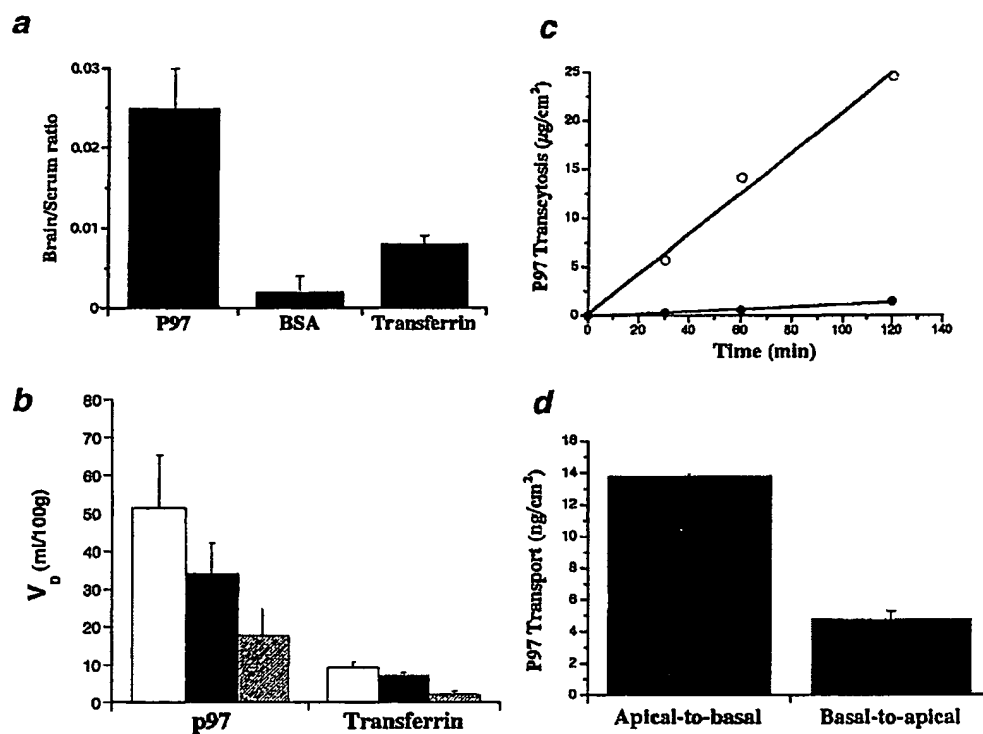 a
Brain/Serum ratio
0.03
0.02
0.01
0
P97
BSA
Transferrin
b
V_D (ml/100g)
80
70
60
50
40
30
20
10
0
p97
Transferrin
c
P97 Transcytosis (μg/cm²)
25
20
15
10
5
0
0 20 40 60 80 100 120 140
Time (min)
d
P97 Transport (ng/cm²)
18
16
14
12
10
8
6
4
2
0
Apical-to-basal
Basal-to-apical